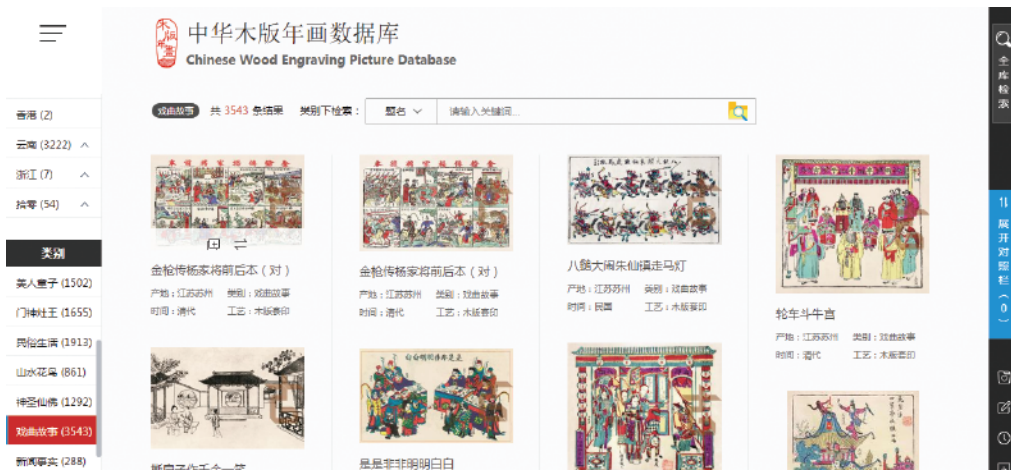 中华木版年画数据库
Chinese Wood Engraving Picture Database
香港 (2)
云南 (3222)
浙江 (7)
拾零 (54)
类别
美人童子 (1502)
门神灶王 (1655)
民俗生活 (1913)
山水花鸟 (861)
神圣仙佛 (1292)
戏曲故事 (3543)
新闻事实 (288)
戏曲故事 共 3543 条结果 类别下检索： 题名 请输入关键词...
金枪传杨家将前后本（对）
产地：江苏苏州 类别：戏曲故事
时间：清代 工艺：木版套印
金枪传杨家将前后本（对）
产地：江苏苏州 类别：戏曲故事
时间：清代 工艺：木版套印
大闹朱仙镇走马灯
产地：江苏苏州 类别：戏曲故事
时间：民国 工艺：木版套印
轮车斗牛宫
产地：江苏苏州 类别：戏曲故事
时间：清代 工艺：木版套印
是是非非明明白白
全库检索
展开对照栏（0）